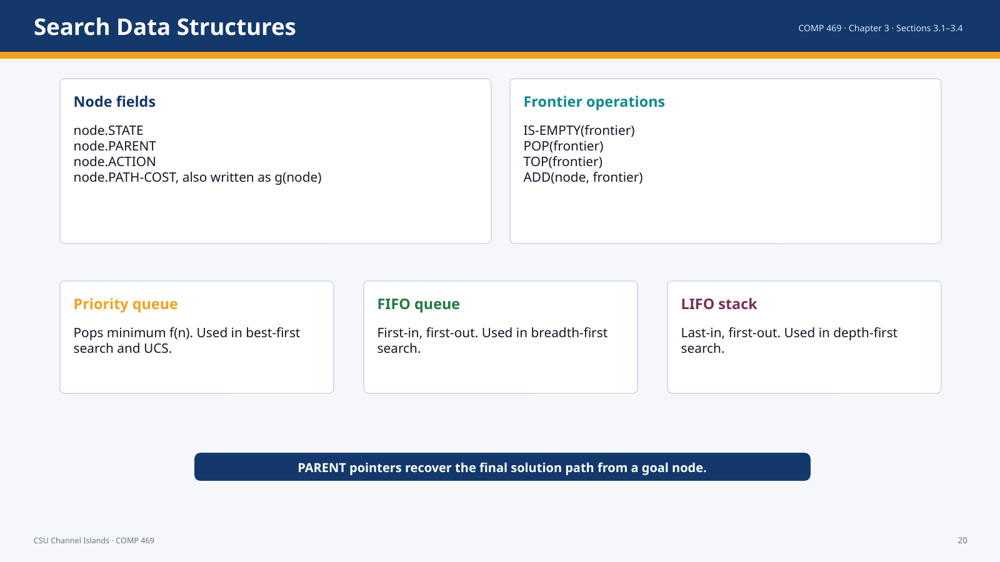 Search Data Structures
COMP 469 · Chapter 3 · Sections 3.1–3.4
Node fields
node.STATE
node.PARENT
node.ACTION
node.PATH-COST, also written as g(node)
Frontier operations
IS-EMPTY(frontier)
POP(frontier)
TOP(frontier)
ADD(node, frontier)
Priority queue
Pops minimum f(n). Used in best-first
search and UCS.
FIFO queue
First-in, first-out. Used in breadth-first
search.
LIFO stack
Last-in, first-out. Used in depth-first
search.
PARENT pointers recover the final solution path from a goal node.
CSU Channel Islands · COMP 469
20